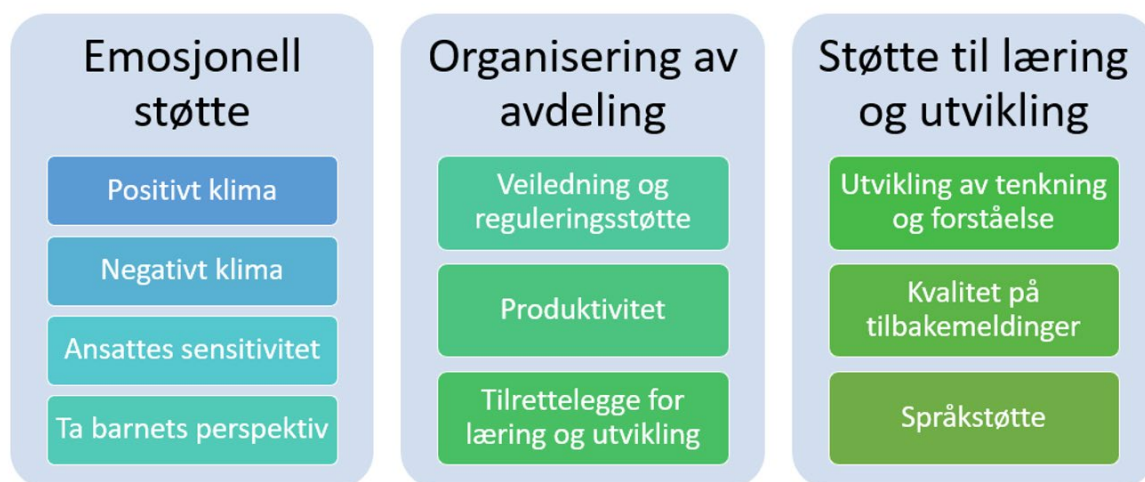 Emosjonell
støtte
Positivt klima
Negativt klima
Ansattes sensitivitet
Ta barnets perspektiv
Organisering av
avdeling
Veiledning og
reguleringsstøtte
Produktivitet
Tilrettelegge for
læring og utvikling
Støtte til læring
og utvikling
Utvikling av tenkning
og forståelse
Kvalitet på
tilbakemeldinger
Språkstøtte